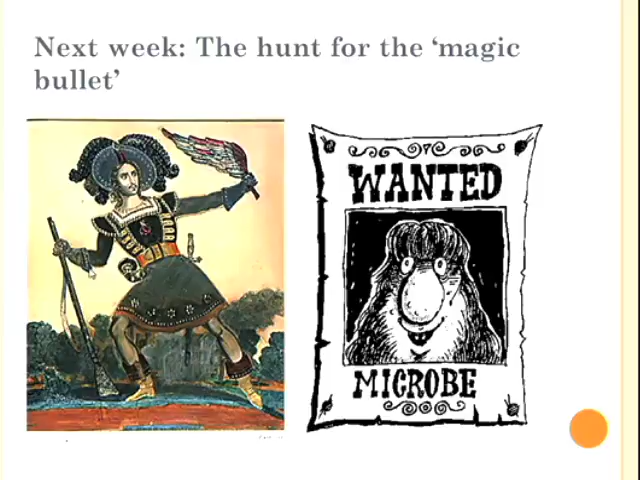 Next week: The hunt for the ‘magic
bullet’
WANTED
MICROBE